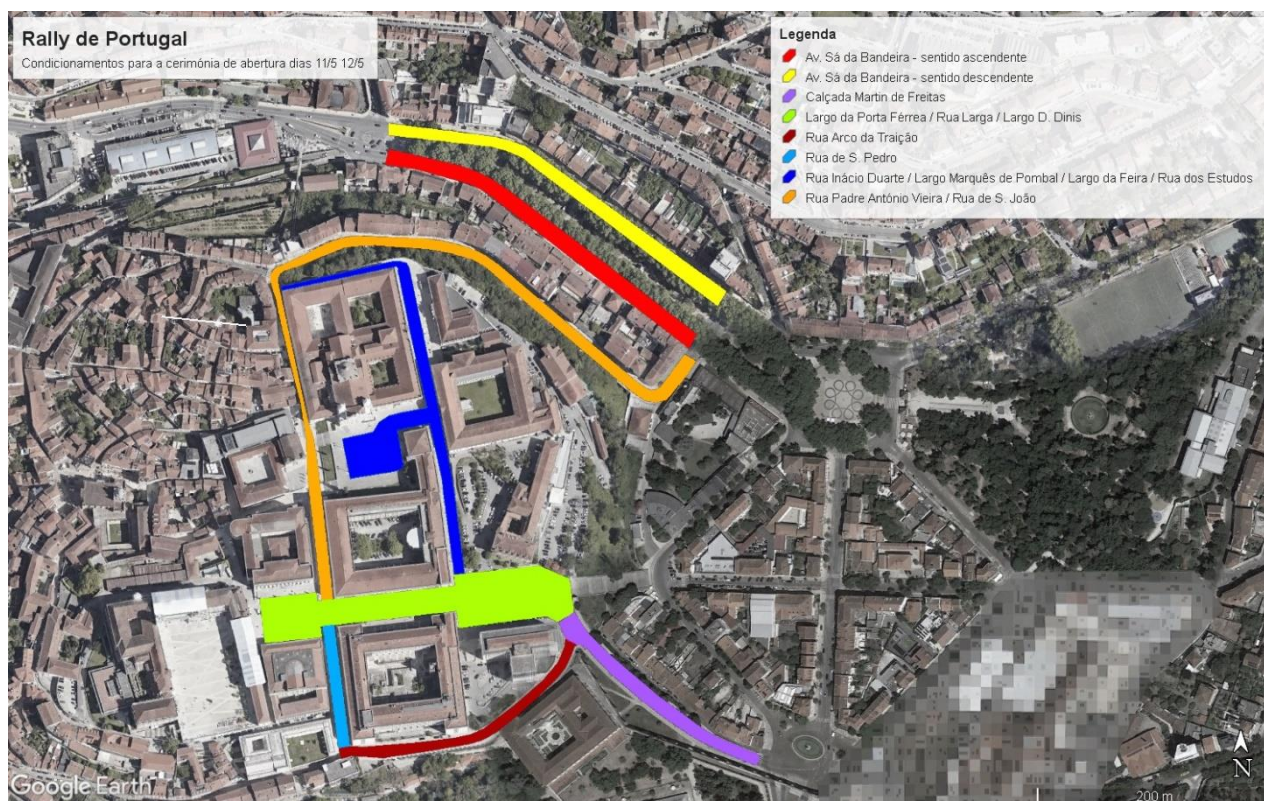 Rally de Portugal
Condicionamentos para a cerimónia de abertura dias 11/5 12/5
Legenda
Av. Sá da Bandeira - sentido ascendente
Av. Sá da Bandeira - sentido descendente
Calçada Martin de Freitas
Largo da Porta Férrea / Rua Larga / Largo D. Dinis
Rua Arco da Traição
Rua de S. Pedro
Rua Inácio Duarte / Largo Marquês de Pombal / Largo da Feira / Rua dos Estudos
Rua Padre António Vieira / Rua de S. João
Google Earth
N
200 m